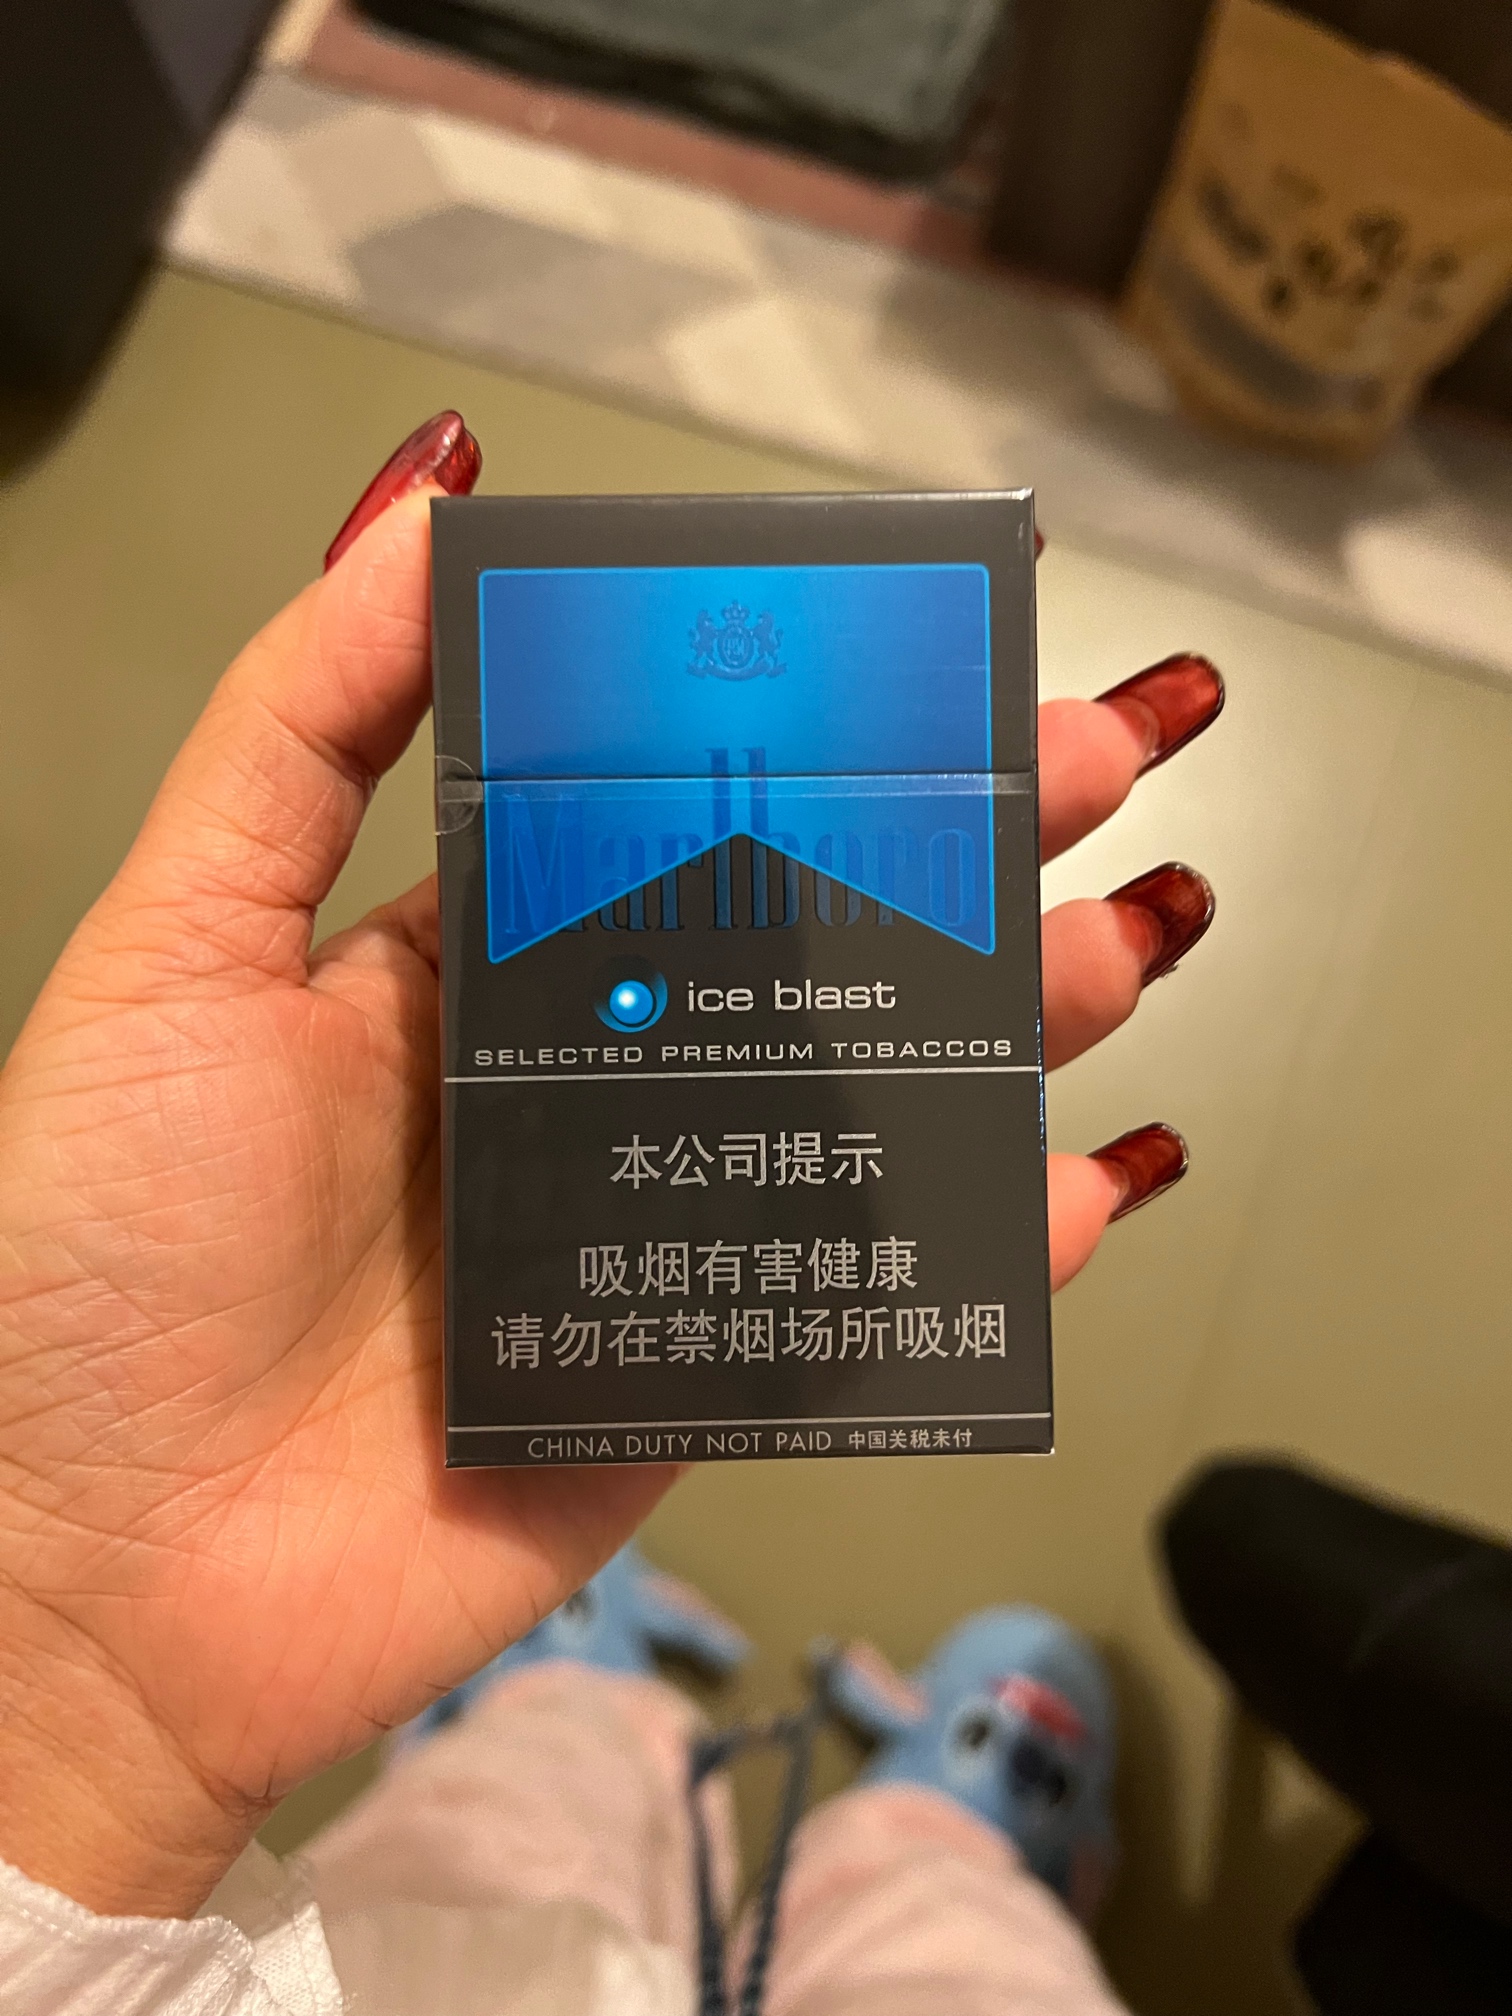 Marlboro
ice blast
SELECTED PREMIUM TOBACCOS
本公司提示
吸烟有害健康
请勿在禁烟场所吸烟
CHINA DUTY NOT PAID 中国关税未付